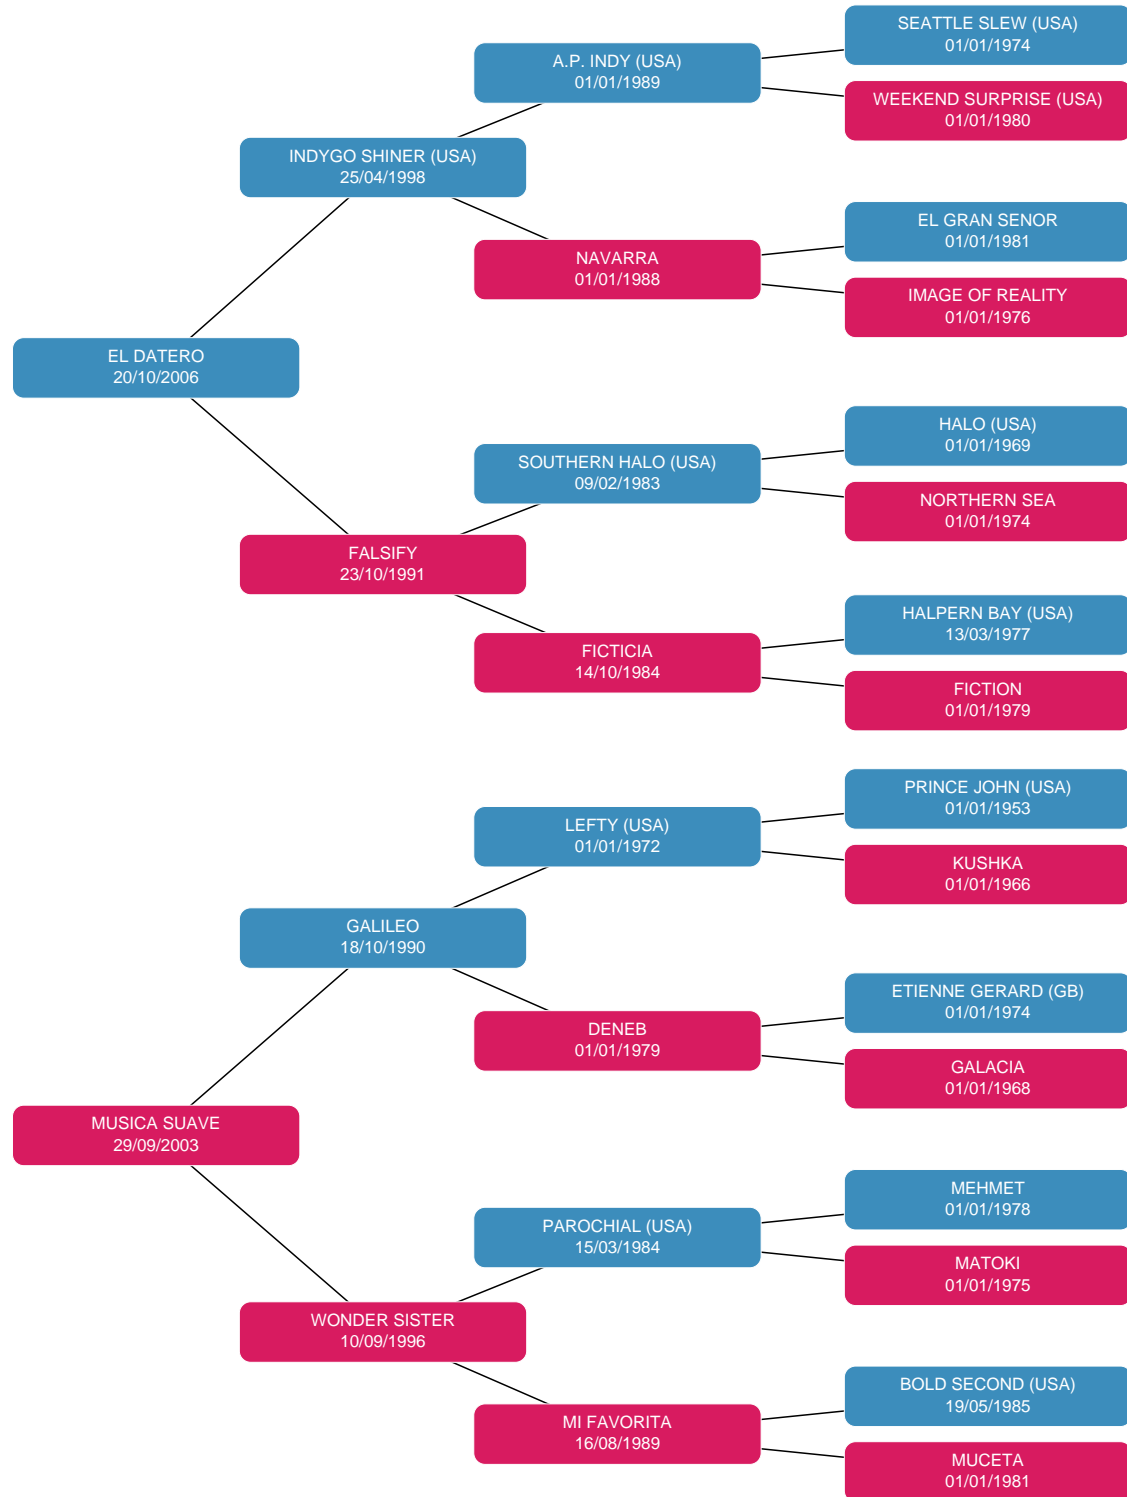 SEATTLE SLEW (USA)
01/01/1974
A.P. INDY (USA)
01/01/1989
WEEKEND SURPRISE (USA)
01/01/1980
INDYGO SHINER (USA)
25/04/1998
EL GRAN SENOR
01/01/1981
NAVARRA
01/01/1988
IMAGE OF REALITY
01/01/1976
EL DATERO
20/10/2006
HALO (USA)
01/01/1969
SOUTHERN HALO (USA)
09/02/1983
NORTHERN SEA
01/01/1974
FALSIFY
23/10/1991
HALPERN BAY (USA)
13/03/1977
FICTICIA
14/10/1984
FICTION
01/01/1979
PRINCE JOHN (USA)
01/01/1953
LEFTY (USA)
01/01/1972
KUSHKA
01/01/1966
GALILEO
18/10/1990
ETIENNE GERARD (GB)
01/01/1974
DENEB
01/01/1979
GALACIA
01/01/1968
MUSICA SUAVE
29/09/2003
MEHMET
01/01/1978
PAROCHIAL (USA)
15/03/1984
MATOKI
01/01/1975
WONDER SISTER
10/09/1996
BOLD SECOND (USA)
19/05/1985
MI FAVORITA
16/08/1989
MUCETA
01/01/1981